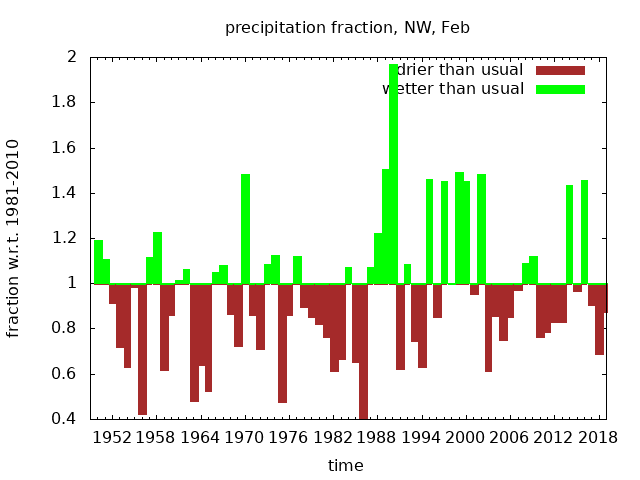 precipitation fraction, NW, Feb
drier than usual
wetter than usual
2
1.8
1.6
1.4
1.2
1
0.8
0.6
0.4
fraction w.r.t. 1981-2010
1952 1958 1964 1970 1976 1982 1988 1994 2000 2006 2012 2018
time